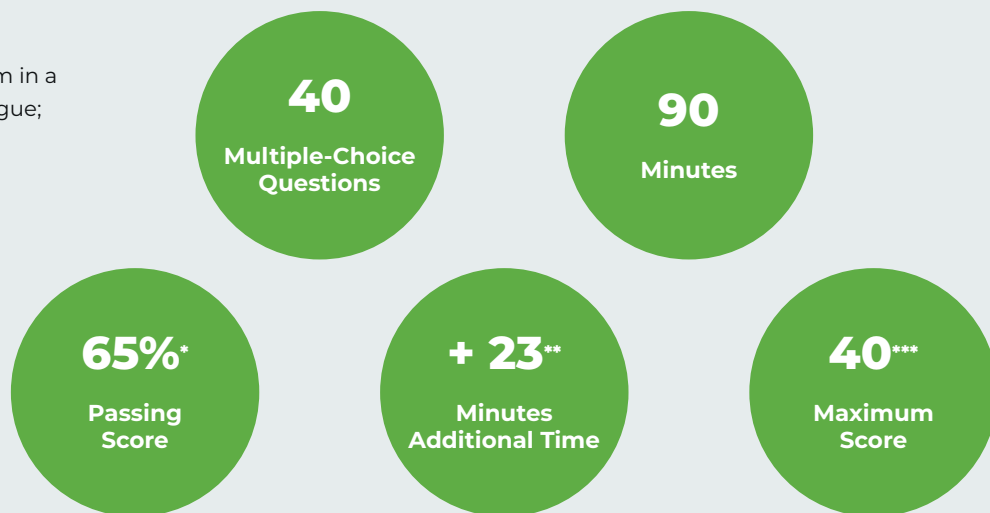 m in a
gue;
40
Multiple-Choice
Questions
90
Minutes
65%*
Passing
Score
+ 23**
Minutes
Additional Time
40***
Maximum
Score